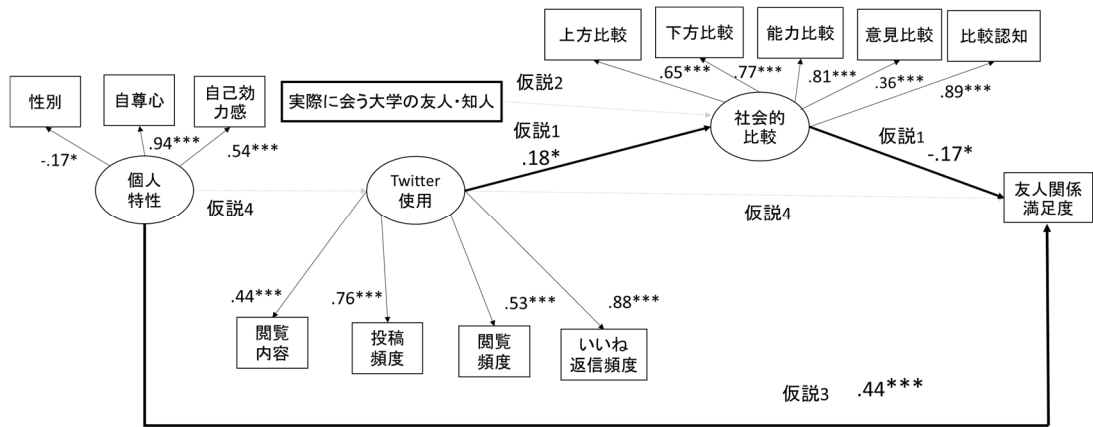 上方比較
下方比較
能力比較
意見比較
比較認知
.65***
.77***
.81***
.36***
.89***
性別
自尊心
自己効
力感
-.17*
.94***
.54***
実際に会う大学の友人・知人
仮説2
社会的
比較
仮説1
.18*
仮説1
-.17*
個人
特性
仮説4
Twitter
使用
仮説4
友人関係
満足度
.44***
.76***
.53***
.88***
閲覧
内容
投稿
頻度
閲覧
頻度
いいね
返信頻度
仮説3
.44***